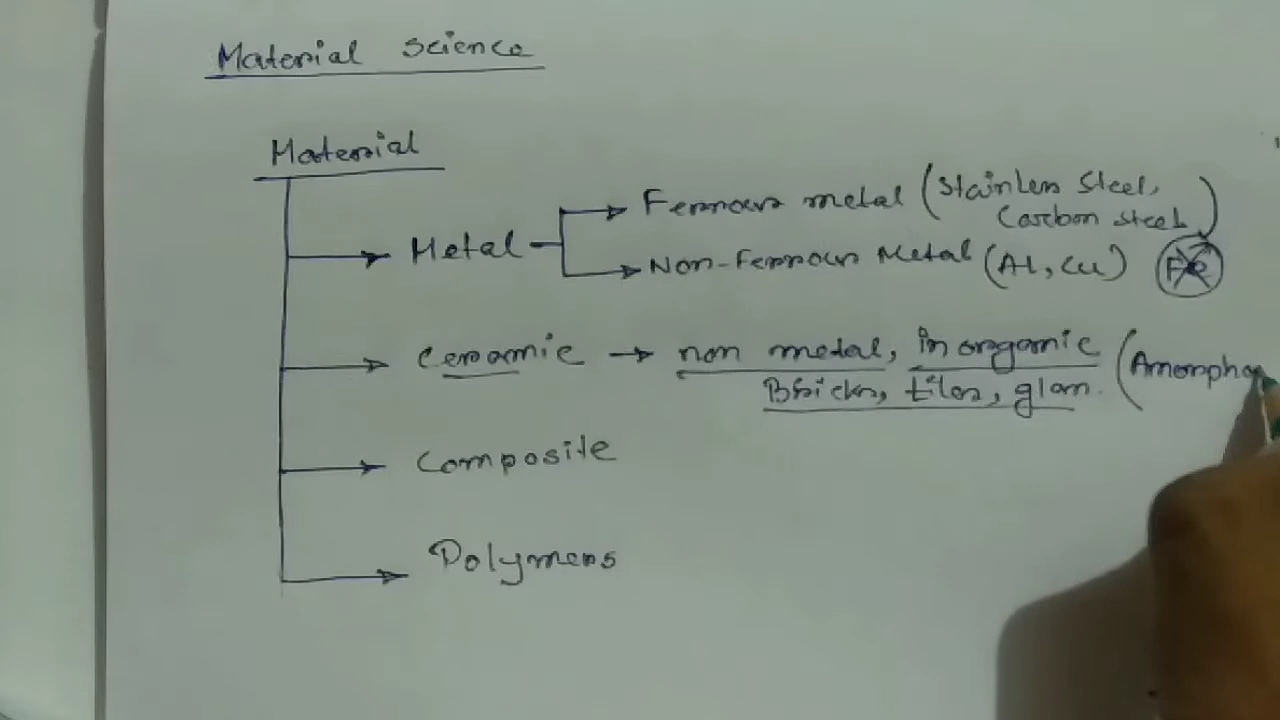 Material Science
Material
Metal
Ferrous metal (Stainless Steel,
Carbon steel)
Non-Ferrous Metal (Al, Cu) Fe
Ceramic → non metal, inorganic
Bricks, tiles, glass. (Amorpho
Composite
Polymers